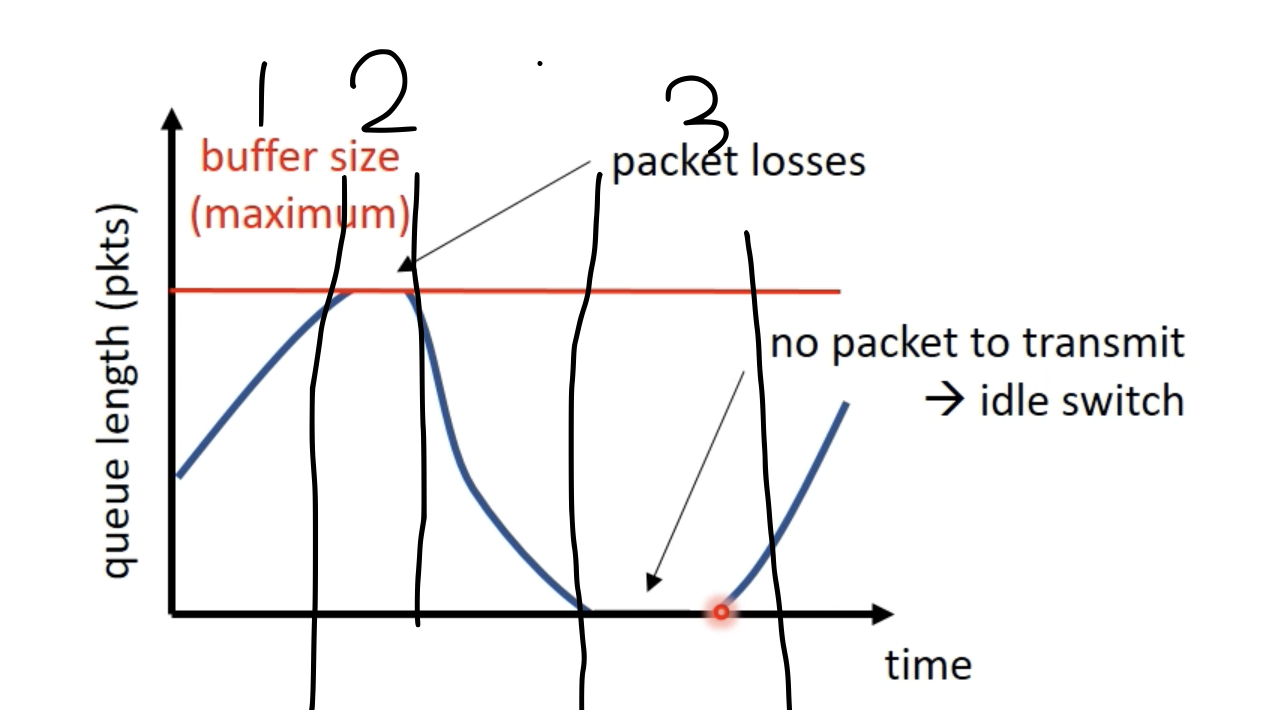 1 2 3
buffer size
(maximum)
packet losses
queue length (pkts)
no packet to transmit
→ idle switch
time